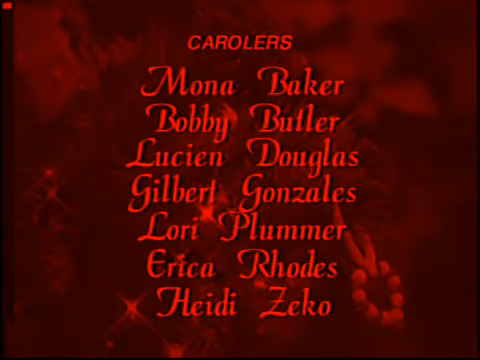 CAROLERS
Mona Baker
Bobby Butler
Lucien Douglas
Gilbert Gonzales
Lori Plummer
Erica Rhodes
Heidi Zeko